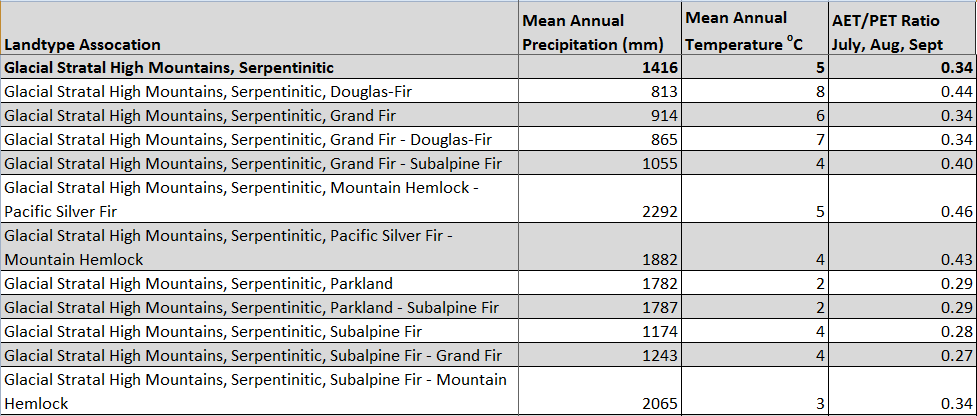 Landtype Assocation Mean Annual Precipitation (mm) Mean Annual Temperature °C AET/PET Ratio July, Aug, Sept
Glacial Stratal High Mountains, Serpentinitic 1416 5 0.34
Glacial Stratal High Mountains, Serpentinitic, Douglas-Fir 813 8 0.44
Glacial Stratal High Mountains, Serpentinitic, Grand Fir 914 6 0.34
Glacial Stratal High Mountains, Serpentinitic, Grand Fir - Douglas-Fir 865 7 0.34
Glacial Stratal High Mountains, Serpentinitic, Grand Fir - Subalpine Fir 1055 4 0.40
Glacial Stratal High Mountains, Serpentinitic, Mountain Hemlock -
Pacific Silver Fir 2292 5 0.46
Glacial Stratal High Mountains, Serpentinitic, Pacific Silver Fir -
Mountain Hemlock 1882 4 0.43
Glacial Stratal High Mountains, Serpentinitic, Parkland 1782 2 0.29
Glacial Stratal High Mountains, Serpentinitic, Parkland - Subalpine Fir 1787 2 0.29
Glacial Stratal High Mountains, Serpentinitic, Subalpine Fir 1174 4 0.28
Glacial Stratal High Mountains, Serpentinitic, Subalpine Fir - Grand Fir 1243 4 0.27
Glacial Stratal High Mountains, Serpentinitic, Subalpine Fir - Mountain
Hemlock 2065 3 0.34